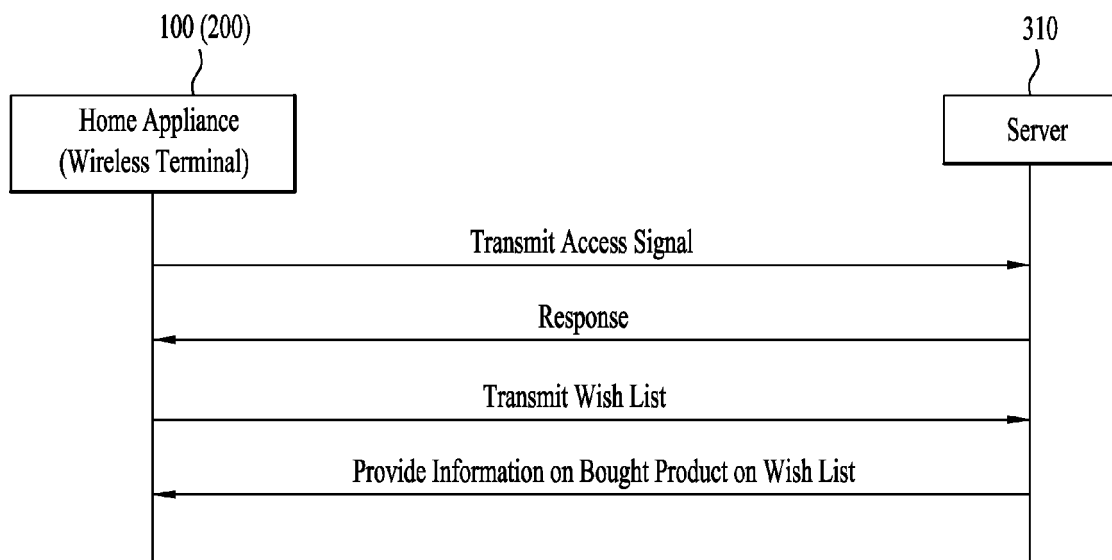 100 (200)
310
Home Appliance
(Wireless Terminal)
Server
Transmit Access Signal
Response
Transmit Wish List
Provide Information on Bought Product on Wish List